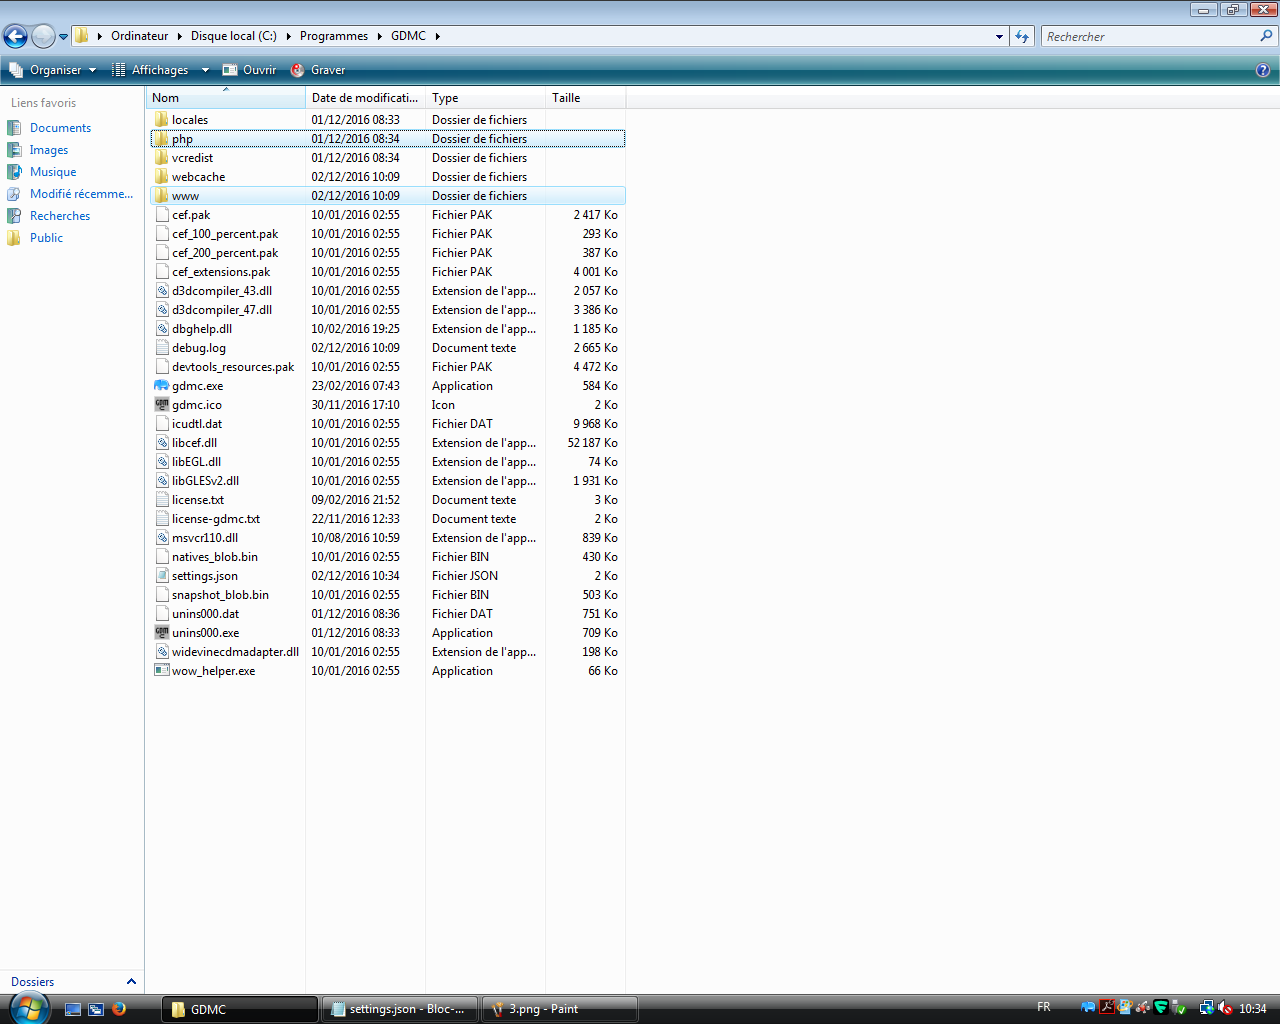 Ordinateur Disque local (C:) Programmes GDMC
Rechercher
Organiser Affichages Ouvrir Graver
Liens favoris
Documents
Images
Musique
Modifié récemme...
Recherches
Public
Dossiers
Nom Date de modificati... Type Taille
locales 01/12/2016 08:33 Dossier de fichiers
php 01/12/2016 08:34 Dossier de fichiers
vcredist 01/12/2016 08:34 Dossier de fichiers
webcache 02/12/2016 10:09 Dossier de fichiers
www 02/12/2016 10:09 Dossier de fichiers
cef.pak 10/01/2016 02:55 Fichier PAK 2 417 Ko
cef_100_percent.pak 10/01/2016 02:55 Fichier PAK 293 Ko
cef_200_percent.pak 10/01/2016 02:55 Fichier PAK 387 Ko
cef_extensions.pak 10/01/2016 02:55 Fichier PAK 4 001 Ko
d3dcompiler_43.dll 10/01/2016 02:55 Extension de l'app... 2 057 Ko
d3dcompiler_47.dll 10/01/2016 02:55 Extension de l'app... 3 386 Ko
dbghelp.dll 10/02/2016 19:25 Extension de l'app... 1 185 Ko
debug.log 02/12/2016 10:09 Document texte 2 665 Ko
devtools_resources.pak 10/01/2016 02:55 Fichier PAK 4 472 Ko
gdmc.exe 23/02/2016 07:43 Application 584 Ko
gdmc.ico 30/11/2016 17:10 Icon 2 Ko
icudtl.dat 10/01/2016 02:55 Fichier DAT 9 968 Ko
libcef.dll 10/01/2016 02:55 Extension de l'app... 52 187 Ko
libEGL.dll 10/01/2016 02:55 Extension de l'app... 74 Ko
libGLESv2.dll 10/01/2016 02:55 Extension de l'app... 1 931 Ko
license.txt 09/02/2016 21:52 Document texte 3 Ko
license-gdmc.txt 22/11/2016 12:33 Document texte 2 Ko
msvcr110.dll 10/08/2016 10:59 Extension de l'app... 839 Ko
natives_blob.bin 10/01/2016 02:55 Fichier BIN 430 Ko
settings.json 02/12/2016 10:34 Fichier JSON 2 Ko
snapshot_blob.bin 10/01/2016 02:55 Fichier BIN 503 Ko
unins000.dat 01/12/2016 08:36 Fichier DAT 751 Ko
unins000.exe 01/12/2016 08:33 Application 709 Ko
widevinecdmadapter.dll 10/01/2016 02:55 Extension de l'app... 198 Ko
wow_helper.exe 10/01/2016 02:55 Application 66 Ko
GDMC settings.json - Bloc-... 3.png - Paint FR 10:34